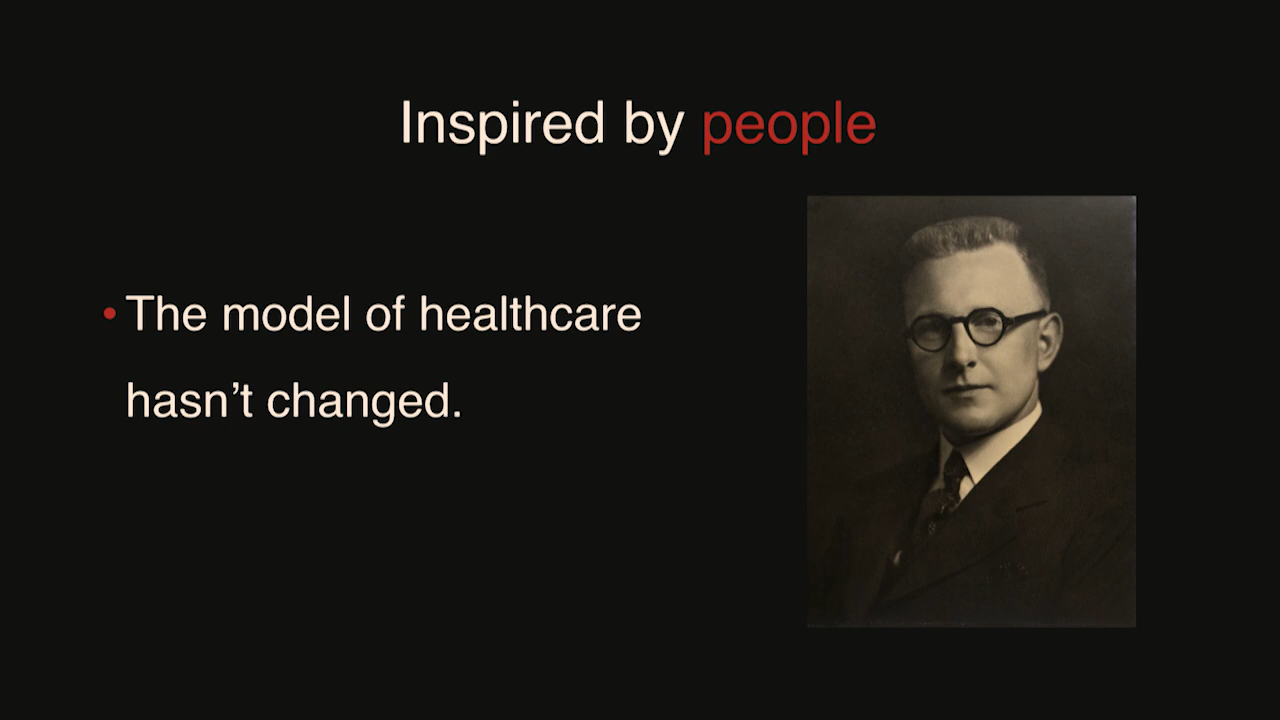 Inspired by people
• The model of healthcare
hasn’t changed.